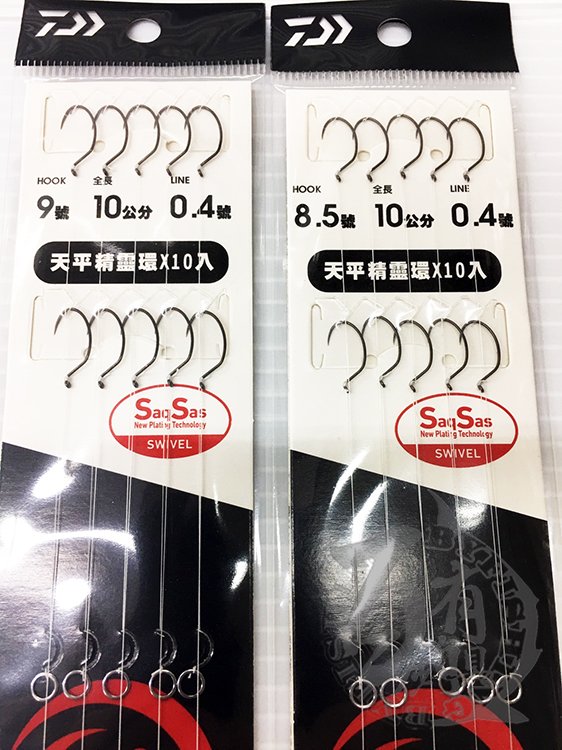 HOOK 全長 LINE
9號 10公分 0.4號
天平精靈環X10入
SaqSas
New Plating Technology
SWIVEL
HOOK 全長 LINE
8.5號 10公分 0.4號
天平精靈環X10入
SaqSas
New Plating Technology
SWIVEL
有